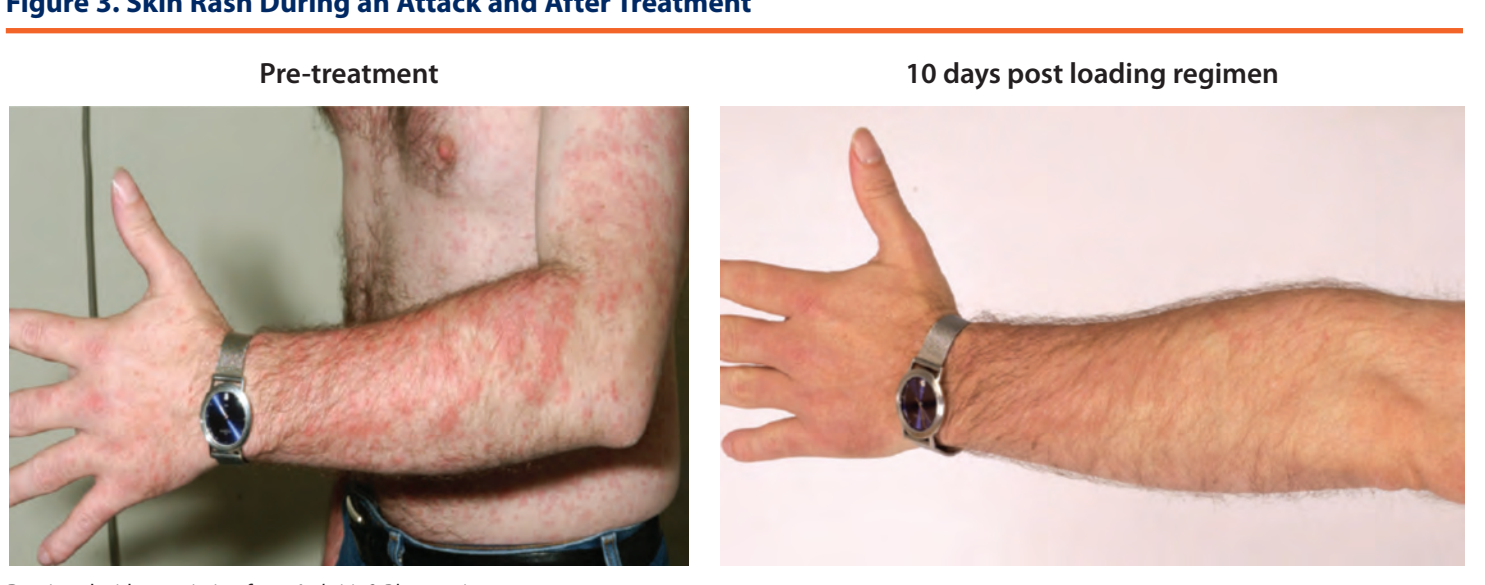 Figure 3. Skin Rash During an Attack and After Treatment
Pre-treatment
10 days post loading regimen